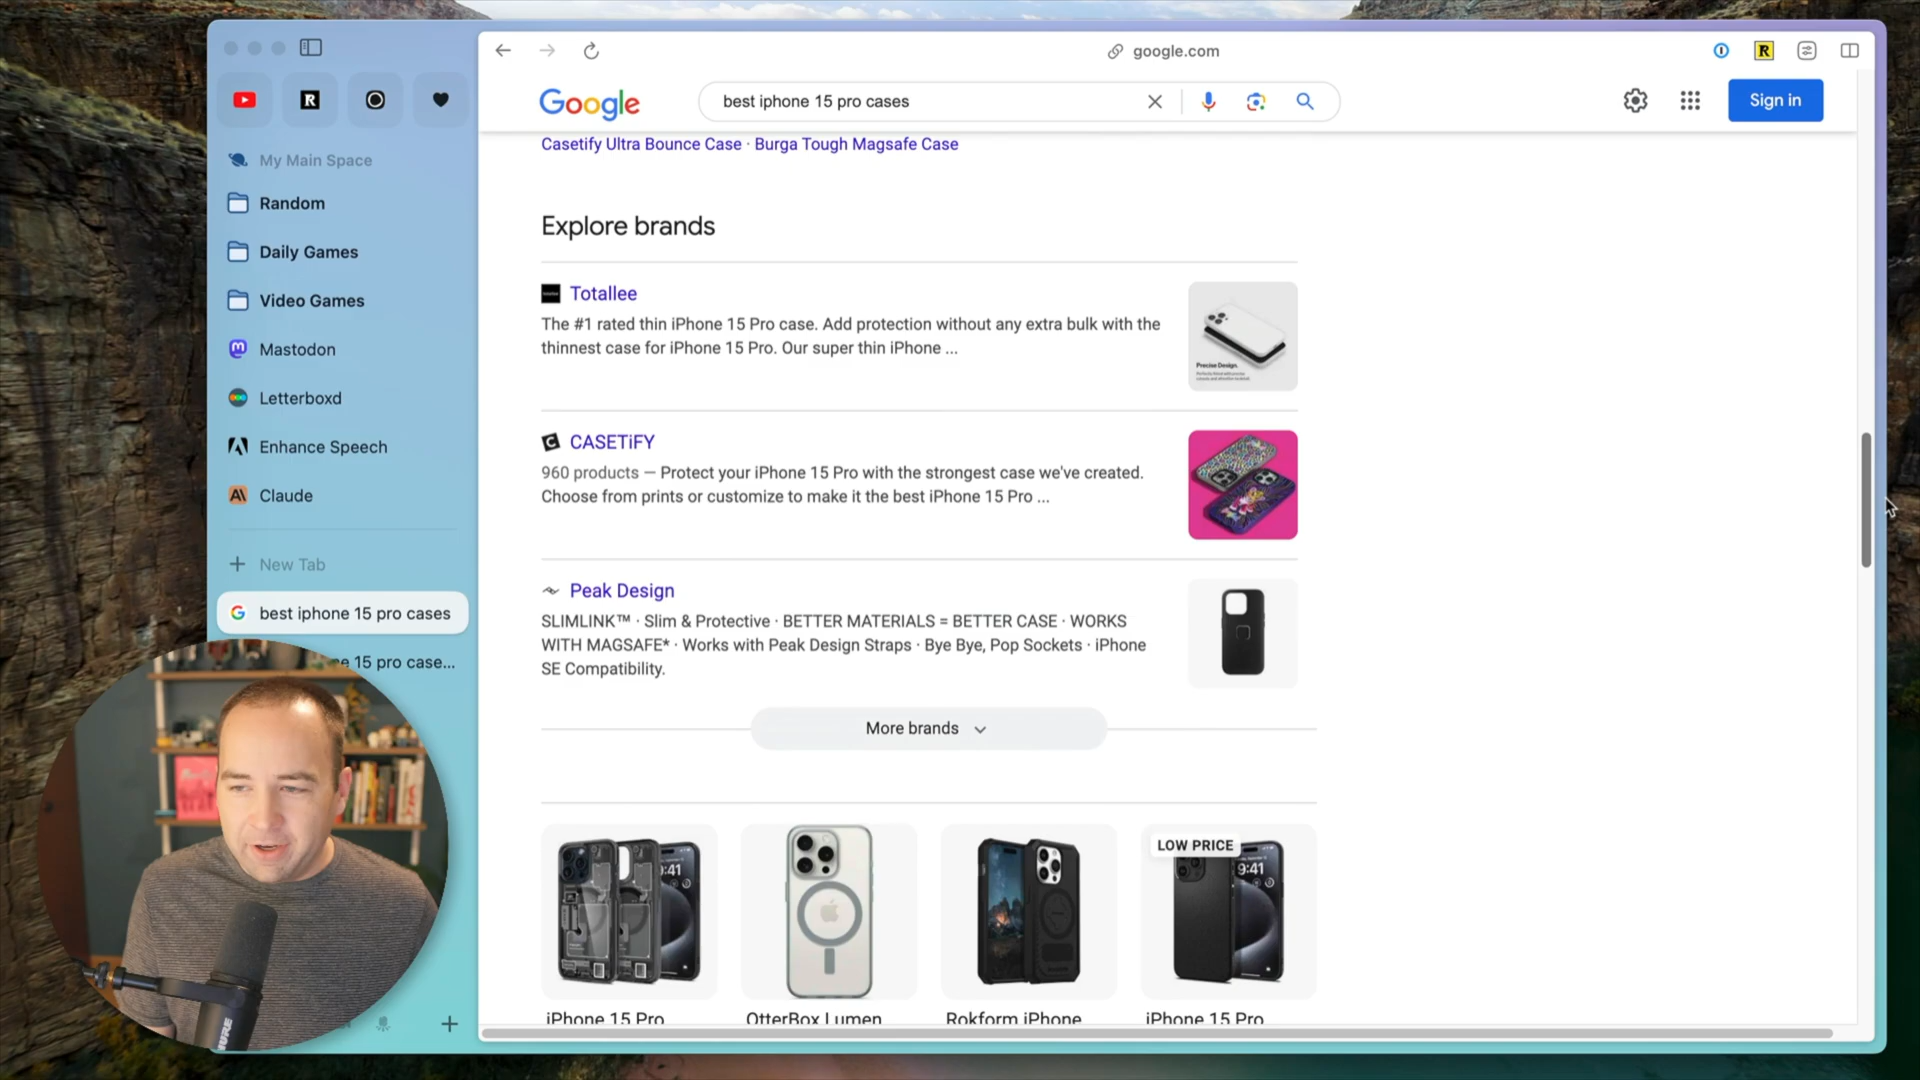 google.com
R
R
Google
best iphone 15 pro cases
Sign in
My Main Space
Random
Daily Games
Video Games
Mastodon
Letterboxd
Enhance Speech
Claude
New Tab
best iphone 15 pro cases
e 15 pro case...
Casetify Ultra Bounce Case · Burga Tough Magsafe Case
Explore brands
Totallee
The #1 rated thin iPhone 15 Pro case. Add protection without any extra bulk with the
thinnest case for iPhone 15 Pro. Our super thin iPhone ...
Precise Design.
CASETiFY
960 products — Protect your iPhone 15 Pro with the strongest case we've created.
Choose from prints or customize to make it the best iPhone 15 Pro ...
Peak Design
SLIMLINK™ · Slim & Protective · BETTER MATERIALS = BETTER CASE · WORKS
WITH MAGSAFE* · Works with Peak Design Straps · Bye Bye, Pop Sockets · iPhone
SE Compatibility.
More brands
9:41
LOW PRICE
9:41
iPhone 15 Pro
OtterBox Lumen
Rokform iPhone
iPhone 15 Pro
SHURE